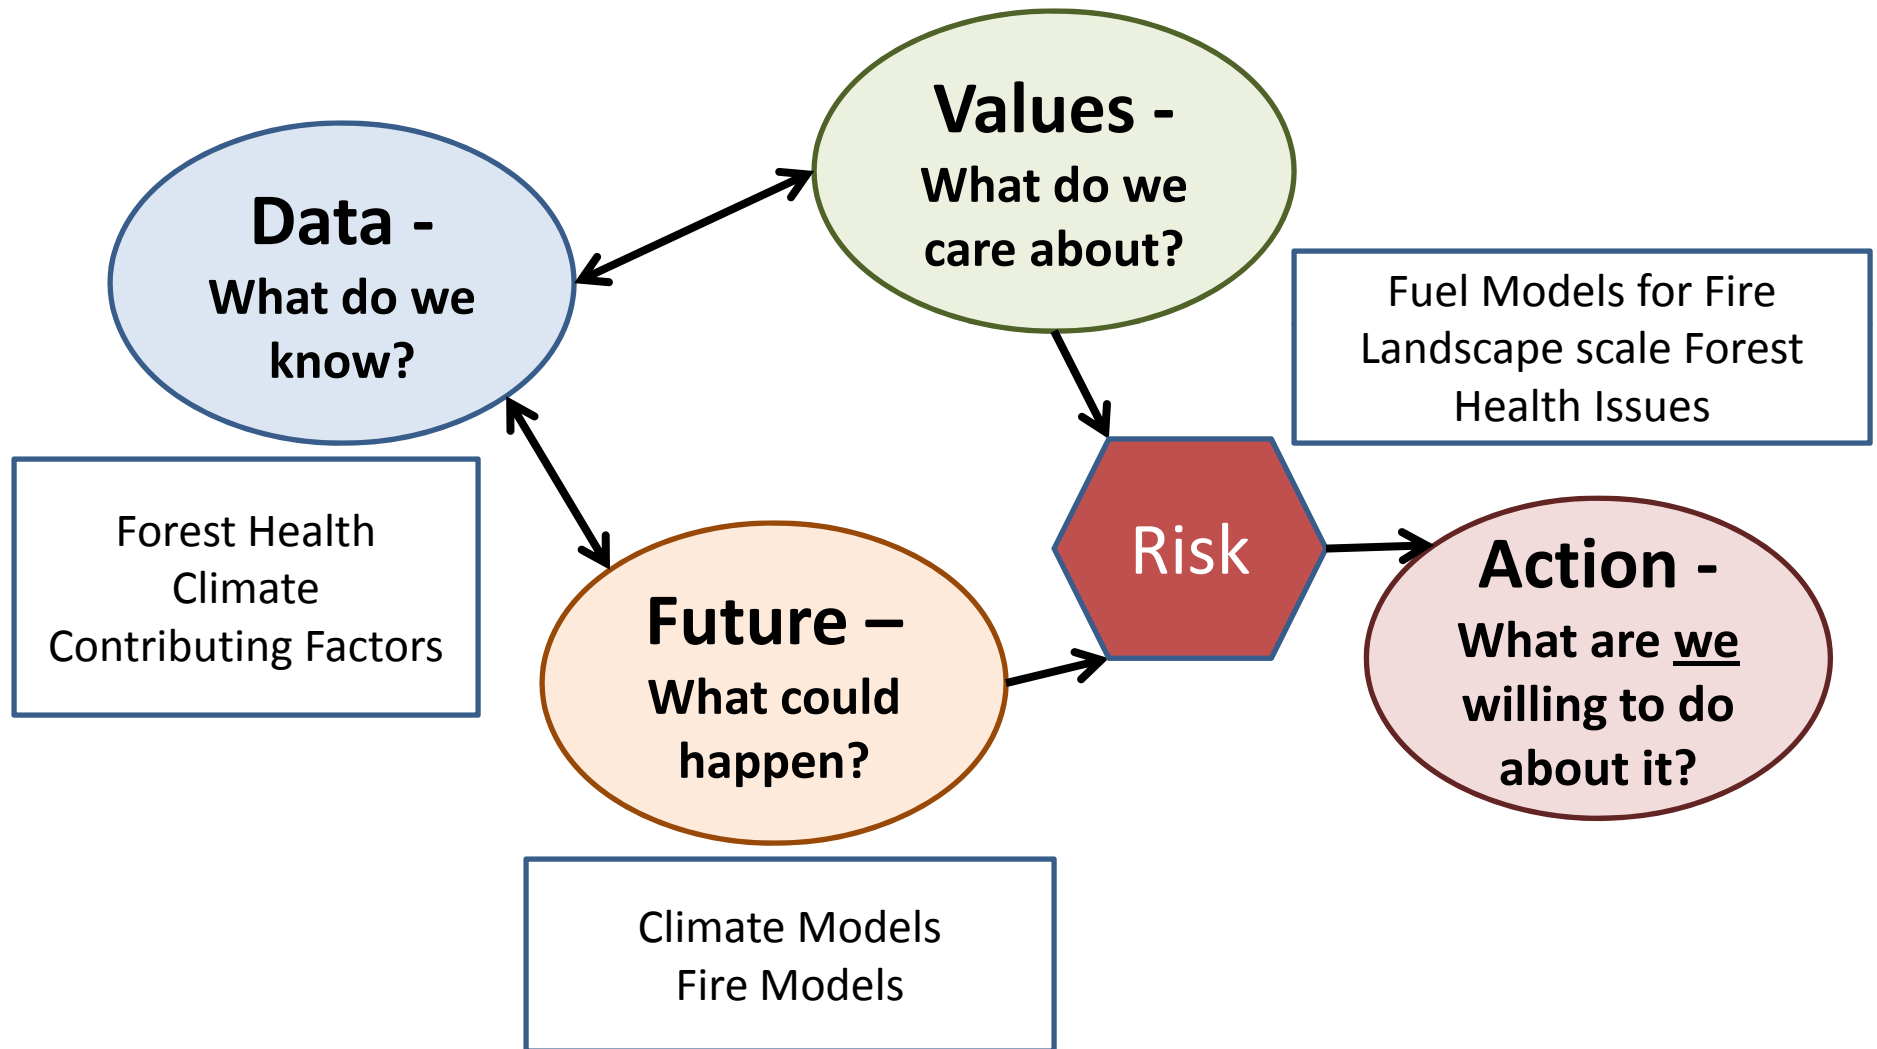 Values -
What do we
care about?
Data -
What do we
know?
Fuel Models for Fire
Landscape scale Forest
Health Issues
Forest Health
Climate
Contributing Factors
Risk
Future –
What could
happen?
Action -
What are we
willing to do
about it?
Climate Models
Fire Models